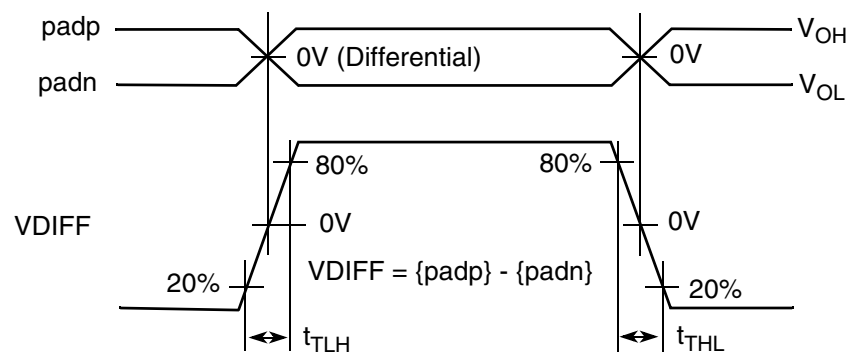 padp
V_OH
0V (Differential)
0V
padn
V_OL
80%
80%
VDIFF
0V
0V
VDIFF = {padp} - {padn}
20%
20%
t_TLH
t_THL